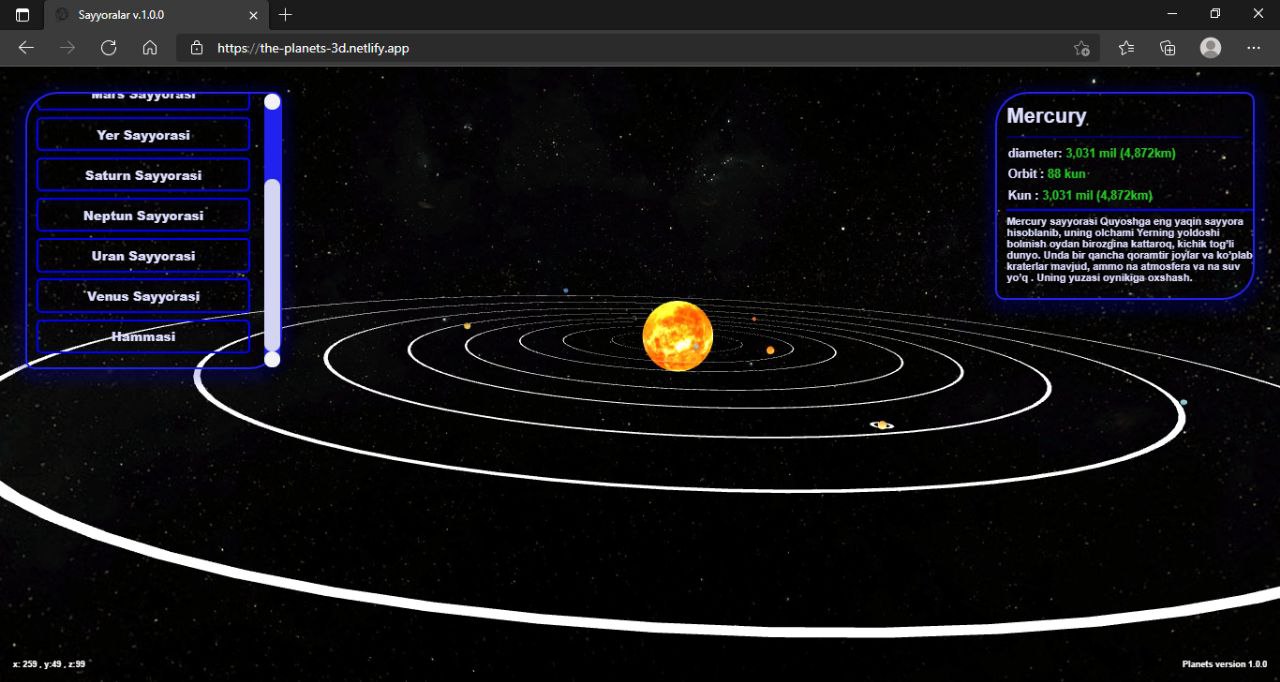 Sayyoralar v.1.0.0
https://the-planets-3d.netlify.app
Mars Sayyorasi
Yer Sayyorasi
Saturn Sayyorasi
Neptun Sayyorasi
Uran Sayyorasi
Venus Sayyorasi
Hammasi
Mercury
diameter: 3,031 mil (4,872km)
Orbit : 88 kun
Kun : 3,031 mil (4,872km)
Mercury sayyorasi Quyoshga eng yaqin sayyora
hisoblanib, uning olchami Yerning yoldoshi
bolmish oydan birozgina kattaroq, kichik tog'li
dunyo. Unda bir qancha qoramtir joylar va ko'plab
kraterlar mavjud, ammo na atmosfera va na suv
yo'q . Uning yuzasi oynikiga oxshash.
x: 259 , y:49 , z:99
Planets version 1.0.0